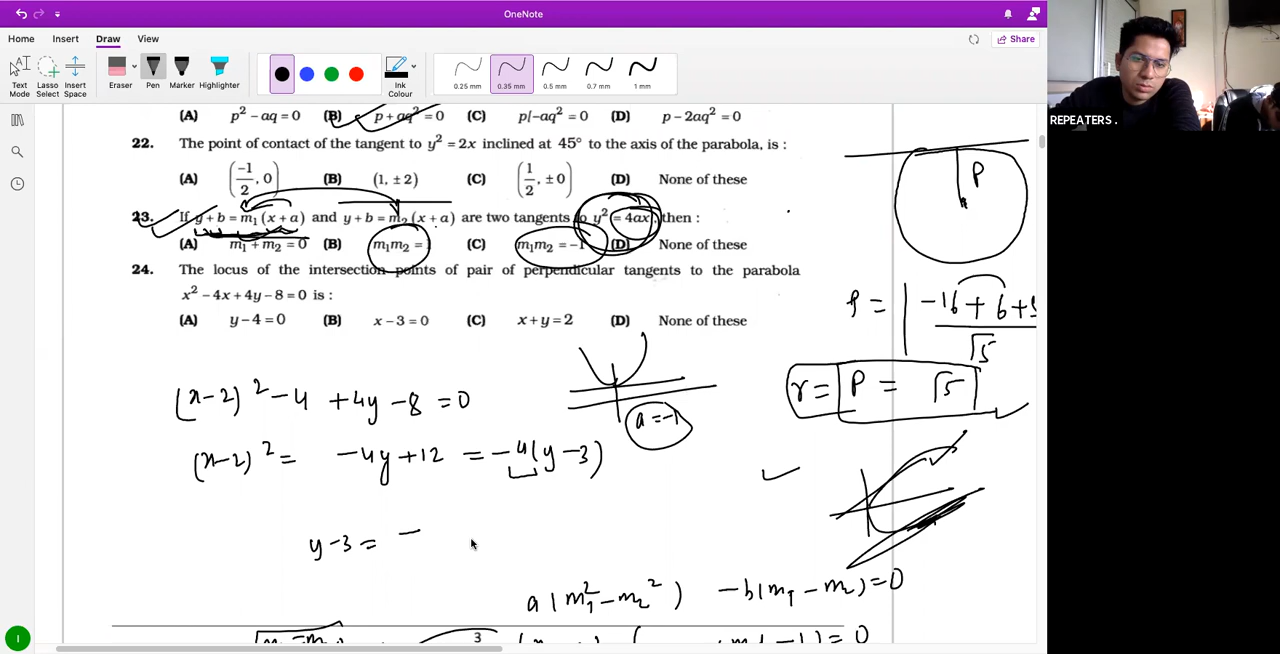 OneNote
Home Insert Draw View
Share
Text Mode
Lasso Select
Insert Space
Eraser
Pen
Marker
Highlighter
0.25 mm
0.35 mm
0.5 mm
0.7 mm
1 mm
Ink Colour
REPEATERS .
(A) p² − aq = 0 (B) p + aq² = 0 (C) p/−aq² = 0 (D) p − 2aq² = 0
22. The point of contact of the tangent to y² = 2x inclined at 45° to the axis of the parabola, is :
(A) (−1/2, 0) (B) (1, ±2) (C) (1/2, ±0) (D) None of these
23. If y + b = m₁(x + a) and y + b = m₂(x + a) are two tangents to y² = 4ax, then :
(A) m₁ + m₂ = 0 (B) m₁m₂ = 1 (C) m₁m₂ = −1 (D) None of these
24. The locus of the intersection points of pair of perpendicular tangents to the parabola
x² − 4x + 4y − 8 = 0 is :
(A) y − 4 = 0 (B) x − 3 = 0 (C) x + y = 2 (D) None of these
(x−2)² − 4 + 4y − 8 = 0
a = −1
(x−2)² = −4y + 12 = −4(y−3)
y − 3 = −
a(m₁² − m₂²) − b(m₁ − m₂) = 0
3
P
r = P = √5
I